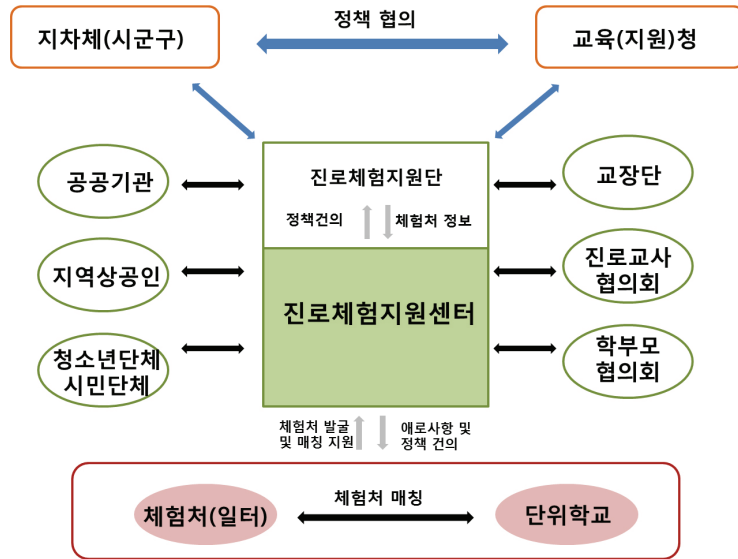 정책 협의
지차체(시군구)
교육(지원)청
공공기관
진로체험지원단
교장단
정책건의
체험처 정보
지역상공인
진로체험지원센터
진로교사
협의회
청소년단체
시민단체
학부모
협의회
체험처 발굴
및 매칭 지원
애로사항 및
정책 건의
체험처(일터)
체험처 매칭
단위학교